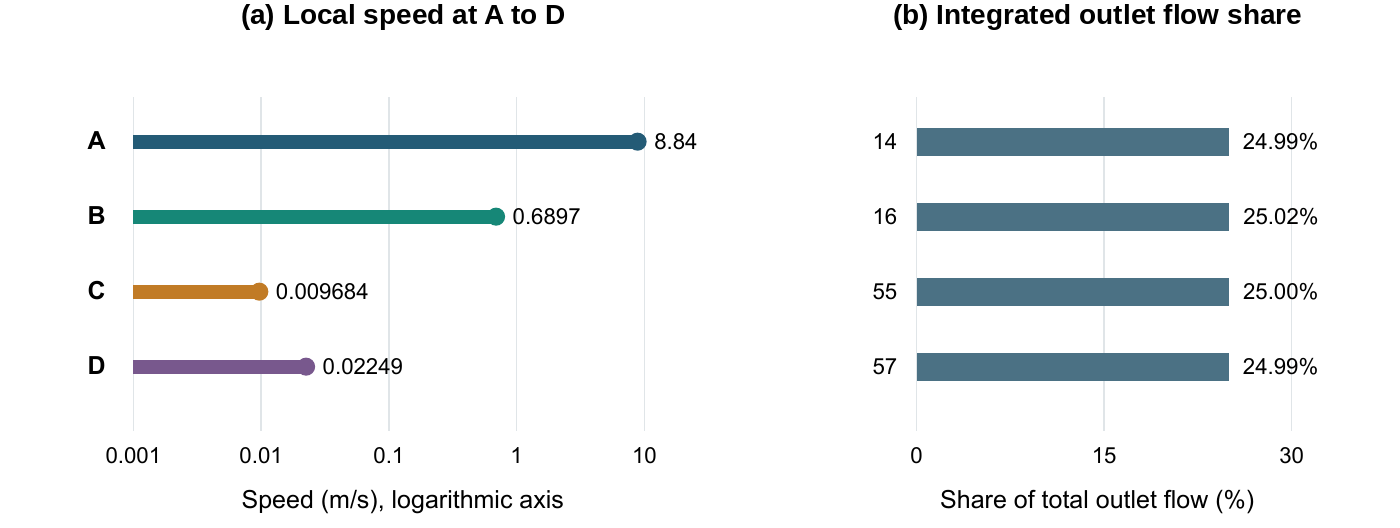 (a) Local speed at A to D
A 8.84
B 0.6897
C 0.009684
D 0.02249
0.001 0.01 0.1 1 10
Speed (m/s), logarithmic axis
(b) Integrated outlet flow share
14 24.99%
16 25.02%
55 25.00%
57 24.99%
0 15 30
Share of total outlet flow (%)